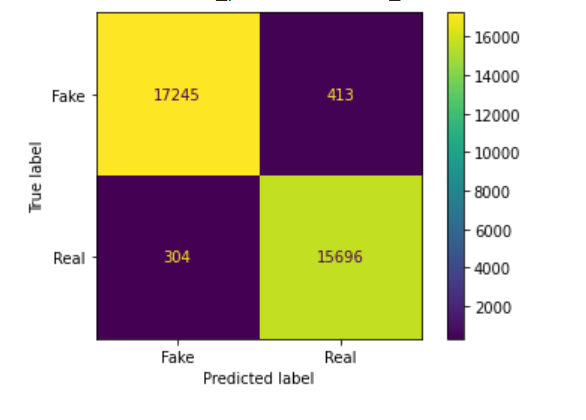 Fake 17245 413
Real 304 15696
Fake Real
Predicted label
True label
16000
14000
12000
10000
8000
6000
4000
2000